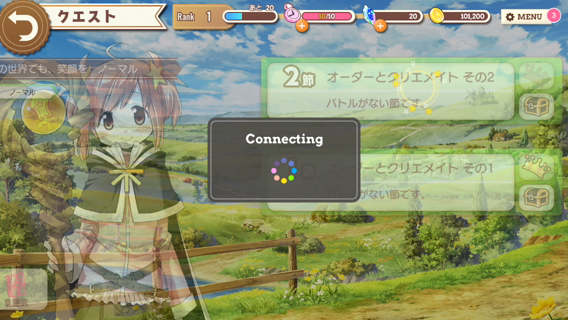 クエスト
Rank 1
あと 20
10/10
20
101,200
MENU 3
の世界でも、笑顔を ノーマル
ノーマル
2節 オーダーとクリエメイト その2
バトルがない節です。
Connecting
ーとクリエメイト その1
がない節です。